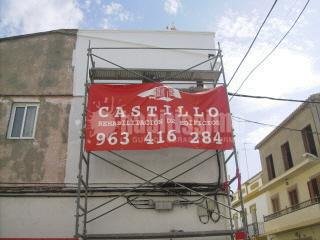 CASTILLO
REHABILITACION DE EDIFICIOS
963 416 284